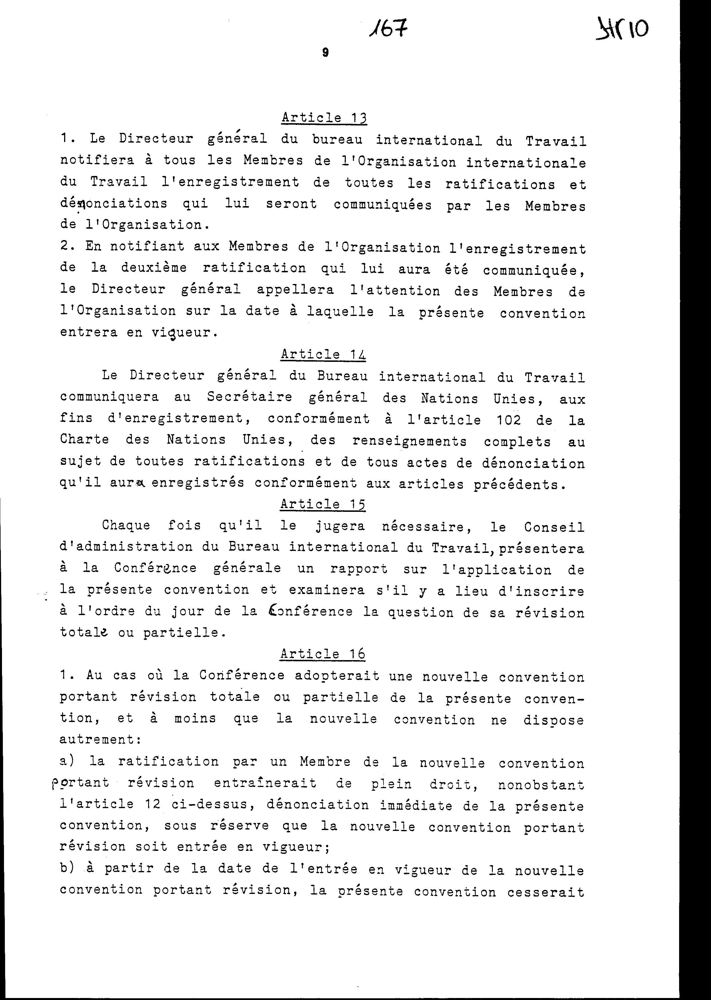 167
9
Article 13
1. Le Directeur général du bureau international du Travail
notifiera à tous les Membres de l'Organisation internationale
du Travail l'enregistrement de toutes les ratifications et
dénonciations qui lui seront communiquées par les Membres
de l'Organisation.
2. En notifiant aux Membres de l'Organisation l'enregistrement
de la deuxième ratification qui lui aura été communiquée,
le Directeur général appellera l'attention des Membres de
l'Organisation sur la date à laquelle la présente convention
entrera en vigueur.
Article 14
Le Directeur général du Bureau international du Travail
communiquera au Secrétaire général des Nations Unies, aux
fins d'enregistrement, conformément à l'article 102 de la
Charte des Nations Unies, des renseignements complets au
sujet de toutes ratifications et de tous actes de dénonciation
qu'il aura enregistrés conformément aux articles précédents.
Article 15
Chaque fois qu'il le jugera nécessaire, le Conseil
d'administration du Bureau international du Travail, présentera
à la Conférence générale un rapport sur l'application de
la présente convention et examinera s'il y a lieu d'inscrire
à l'ordre du jour de la Conférence la question de sa révision
totale ou partielle.
Article 16
1. Au cas où la Conférence adopterait une nouvelle convention
portant révision totale ou partielle de la présente conven-
tion, et à moins que la nouvelle convention ne dispose
autrement:
a) la ratification par un Membre de la nouvelle convention
portant révision entraînerait de plein droit, nonobstant
l'article 12 ci-dessus, dénonciation immédiate de la présente
convention, sous réserve que la nouvelle convention portant
révision soit entrée en vigueur;
b) à partir de la date de l'entrée en vigueur de la nouvelle
convention portant révision, la présente convention cesserait